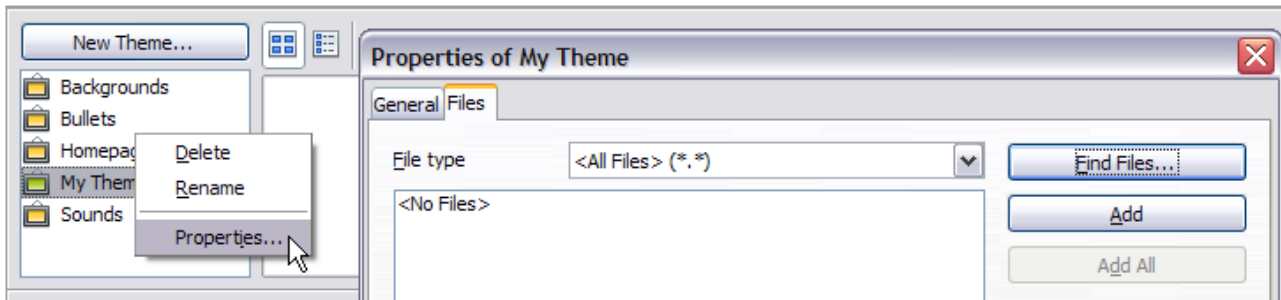 New Theme...
Backgrounds
Bullets
Homepag
My Them
Sounds
Delete
Rename
Properties...
Properties of My Theme
General Files
File type <All Files> (*.*) Find Files...
<No Files>
Add
Add All